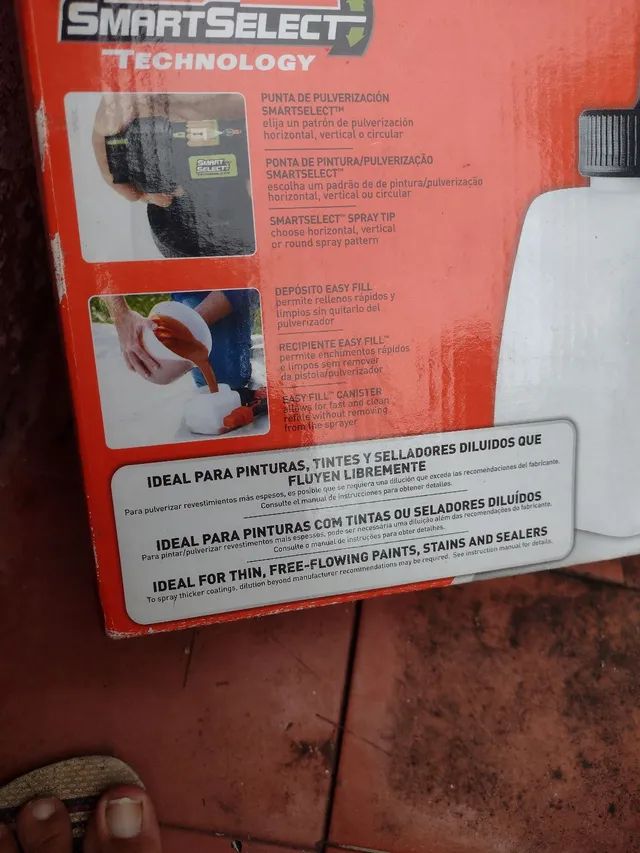 SMARTSELECT
TECHNOLOGY
PUNTA DE PULVERIZACIÓN
SMARTSELECT™
elija un patrón de pulverización
horizontal, vertical o circular
PONTA DE PINTURA/PULVERIZAÇÃO
SMARTSELECT™
escolha um padrão de de pintura/pulverização
horizontal, vertical ou circular
SMARTSELECT™ SPRAY TIP
choose horizontal, vertical
or round spray pattern
SMART
SELECT
DEPÓSITO EASY FILL
permite rellenos rápidos y
limpios sin quitarlo del
pulverizador
RECIPIENTE EASY FILL™
permite enchimentos rápidos
e limpos sem remover
da pistola/pulverizador
EASY FILL™ CANISTER
allows for fast and clean
refills without removing
from the sprayer
IDEAL PARA PINTURAS, TINTES Y SELLADORES DILUIDOS QUE
FLUYEN LIBREMENTE
Para pulverizar revestimientos más espesos, es posible que se requiera una dilución que exceda las recomendaciones del fabricante.
Consulte el manual de instrucciones para obtener detalles.
IDEAL PARA PINTURAS COM TINTAS OU SELADORES DILUÍDOS
Para pintar/pulverizar revestimentos mais espessos, pode ser necessária uma diluição além das recomendações do fabricante.
Consulte o manual de instruções para obter detalhes.
IDEAL FOR THIN, FREE-FLOWING PAINTS, STAINS AND SEALERS
To spray thicker coatings, dilution beyond manufacturer recommendations may be required. See instruction manual for details.